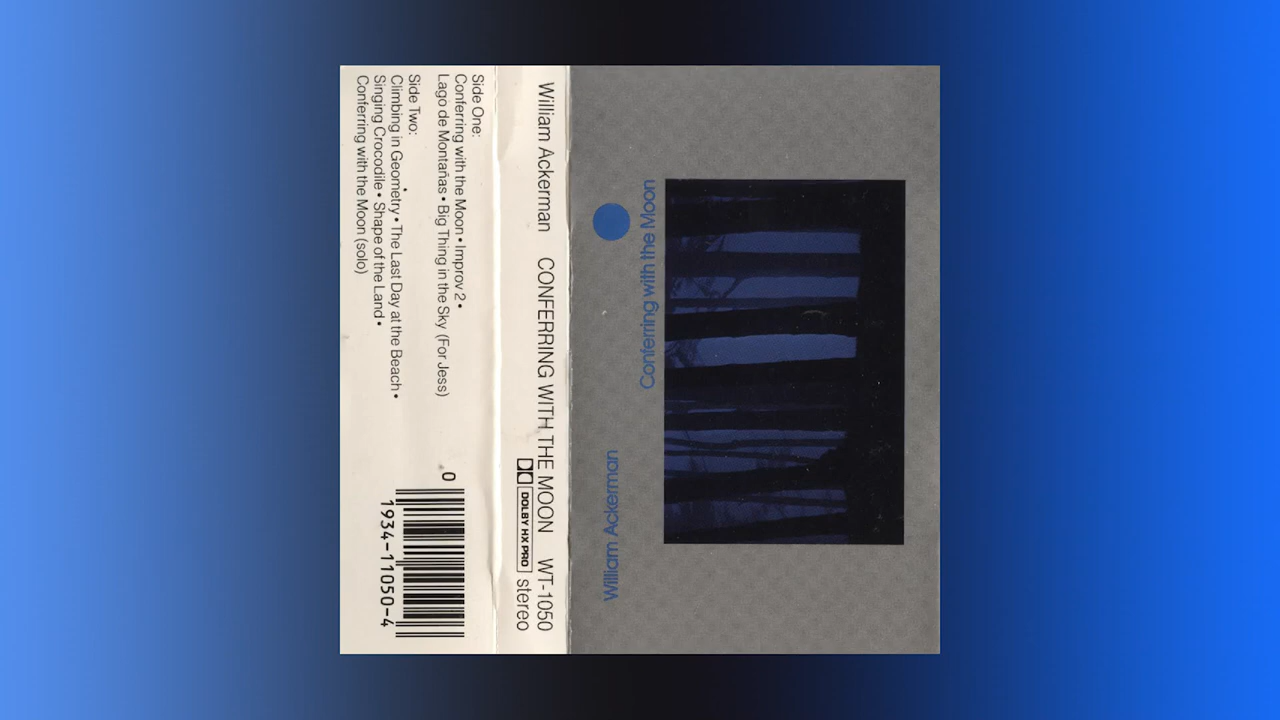 Side One:
Conferring with the Moon • Improv 2 •
Lago de Montañas • Big Thing in the Sky (For Jess)
Side Two:
Climbing in Geometry • The Last Day at the Beach •
Singing Crocodile • Shape of the Land •
Conferring with the Moon (solo)
0
1934-11050-4
William Ackerman CONFERRING WITH THE MOON WT-1050
DOLBY HX PRO stereo
Conferring with the Moon
William Ackerman